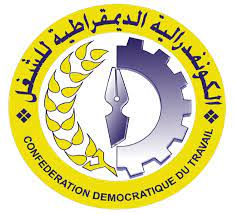 الكونفدرالية الديمقراطية للشغل
CONFEDERATION DEMOCRATIQUE DU TRAVAIL